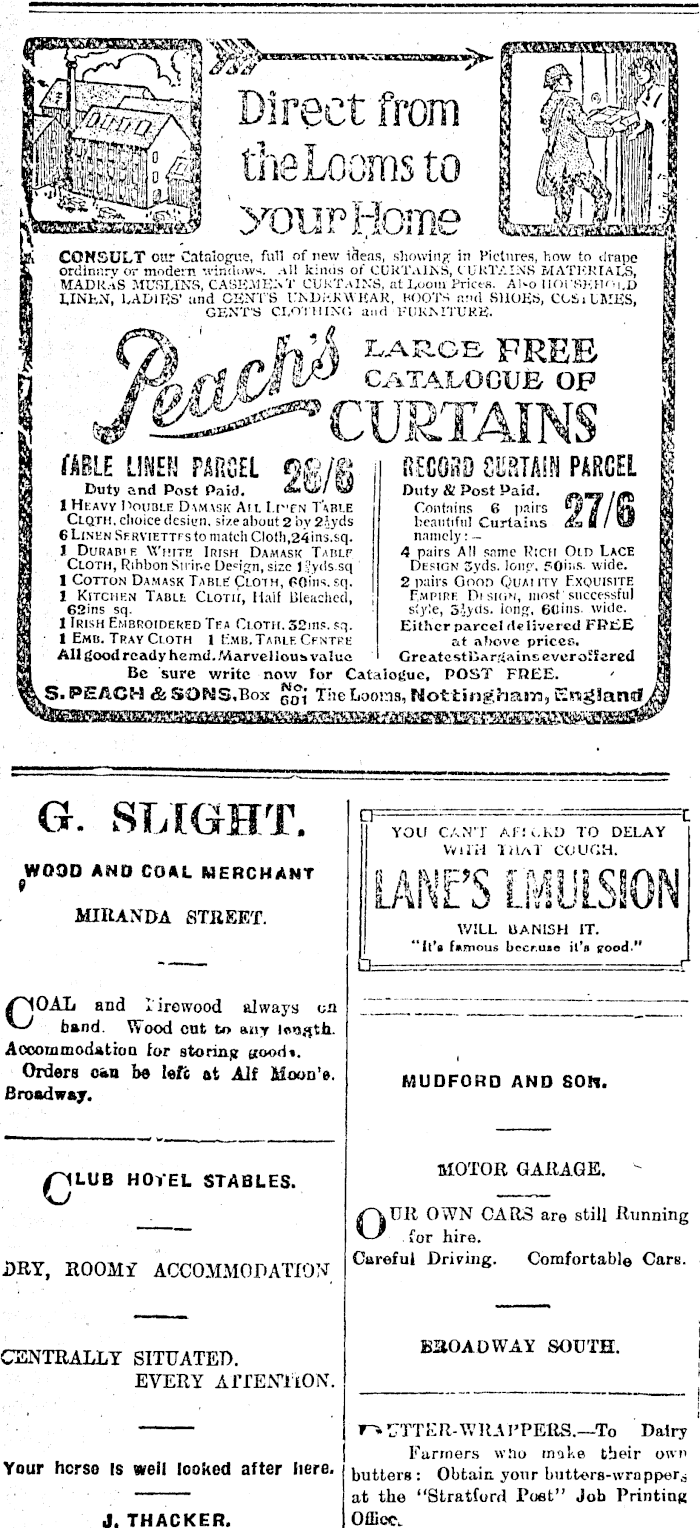 Direct from
the Looms to
your Home
CONSULT our Catalogue, full of new ideas, showing in Pictures, how to drape
ordinary or modern windows. All kinds of CURTAINS, CURTAINS MATERIALS,
MADRAS MUSLINS, CASEMENT CURTAINS, at Loom Prices. Also HOUSEHOLD
LINEN, LADIES' and GENT'S UNDERWEAR, BOOTS and SHOES, COSTUMES,
GENT'S CLOTHING and FURNITURE.
Peach's LARGE FREE
CATALOGUE OF
CURTAINS
TABLE LINEN PARCEL 28/6
Duty and Post Paid.
1 HEAVY DOUBLE DAMASK ALL LINEN TABLE
CLOTH, choice design, size about 2 by 2½yds
6 LINEN SERVIETTES to match Cloth, 24ins.sq.
1 DURABLE WHITE IRISH DAMASK TABLE
CLOTH, Ribbon Stripe Design, size yds.sq
1 COTTON DAMASK TABLE CLOTH, 60ins.sq.
1 KITCHEN TABLE CLOTH, Half Bleached,
62ins sq.
1 IRISH EMBROIDERED TEA CLOTH, 32ins.sq.
1 EMB. TRAY CLOTH 1 EMB. TABLE CENTRE
All good ready hemd. Marvellous value
RECORD CURTAIN PARCEL
Duty & Post Paid.
Contains 6 pairs 27/6
beautiful Curtains
namely:—
4 pairs All same RICH OLD LACE
DESIGN 3yds. long, 50ins. wide.
2 pairs GOOD QUALITY EXQUISITE
EMPIRE DESIGN, most successful
style, 3½yds. long, 60ins. wide.
Either parcel delivered FREE
at above prices.
Greatest Bargains ever offered
Be sure write now for Catalogue, POST FREE.
S. PEACH & SONS, Box No. 601 The Looms, Nottingham, England
G. SLIGHT.
WOOD AND COAL MERCHANT
MIRANDA STREET.
COAL and Firewood always on
hand. Wood cut to any length.
Accommodation for storing goods.
Orders can be left at Alf Moon's.
Broadway.
CLUB HOTEL STABLES.
DRY, ROOMY ACCOMMODATION
CENTRALLY SITUATED.
EVERY ATTENTION.
Your horse is well looked after here.
J. THACKER.
YOU CAN'T AFFORD TO DELAY
WITH THAT COUGH.
LANE'S EMULSION
WILL BANISH IT.
"It's famous because it's good."
MUDFORD AND SON.
MOTOR GARAGE.
OUR OWN CARS are still Running
for hire.
Careful Driving. Comfortable Cars.
BROADWAY SOUTH.
BUTTER-WRAPPERS.—To Dairy
Farmers who make their own
butters: Obtain your butters-wrappers
at the "Stratford Post" Job Printing
Office.